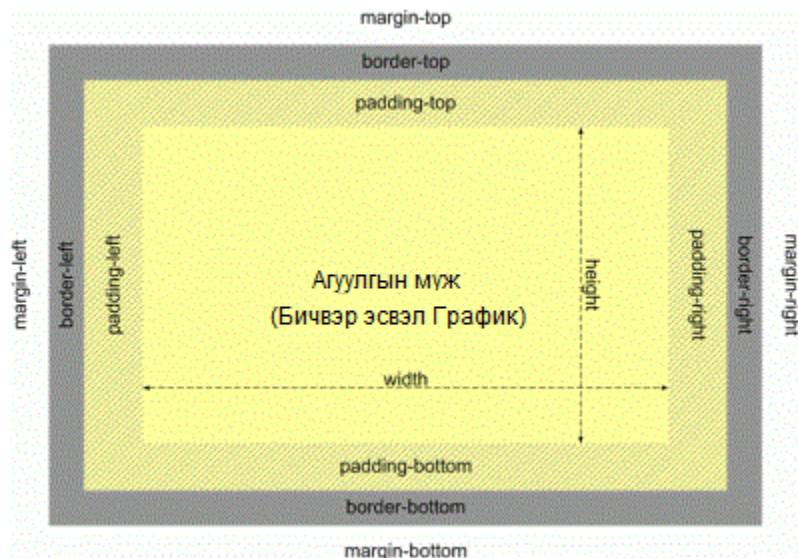 margin-top
border-top
padding-top
margin-left
border-left
padding-left
Агуулгын муж
(Бичвэр эсвэл График)
height
padding-right
border-right
margin-right
width
padding-bottom
border-bottom
margin-bottom